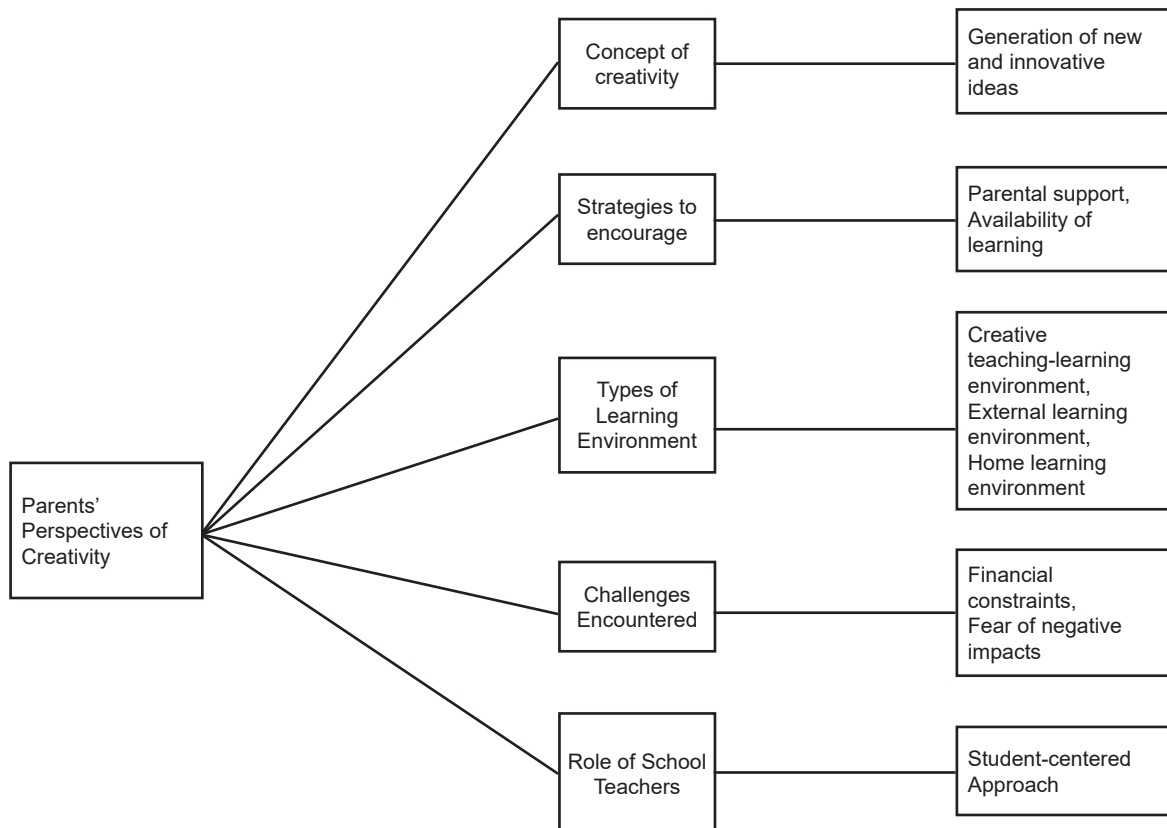 Concept of
creativity
Generation of new
and innovative
ideas
Strategies to
encourage
Parental support,
Availability of
learning
Types of
Learning
Environment
Creative
teaching-learning
environment,
External learning
environment,
Home learning
environment
Parents’
Perspectives of
Creativity
Challenges
Encountered
Financial
constraints,
Fear of negative
impacts
Role of School
Teachers
Student-centered
Approach